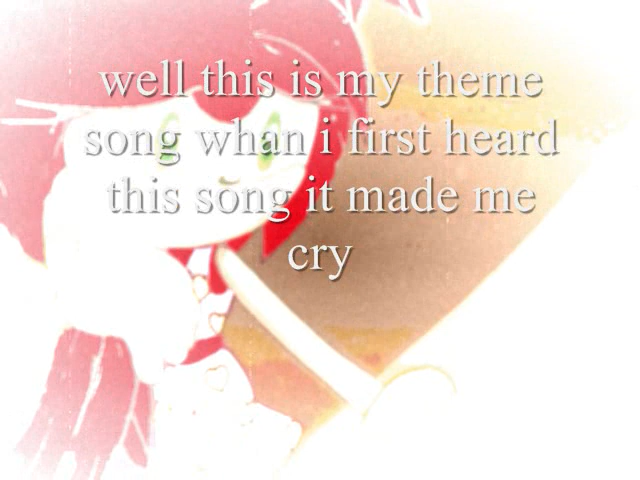 well this is my theme
song whan i first heard
this song it made me
cry